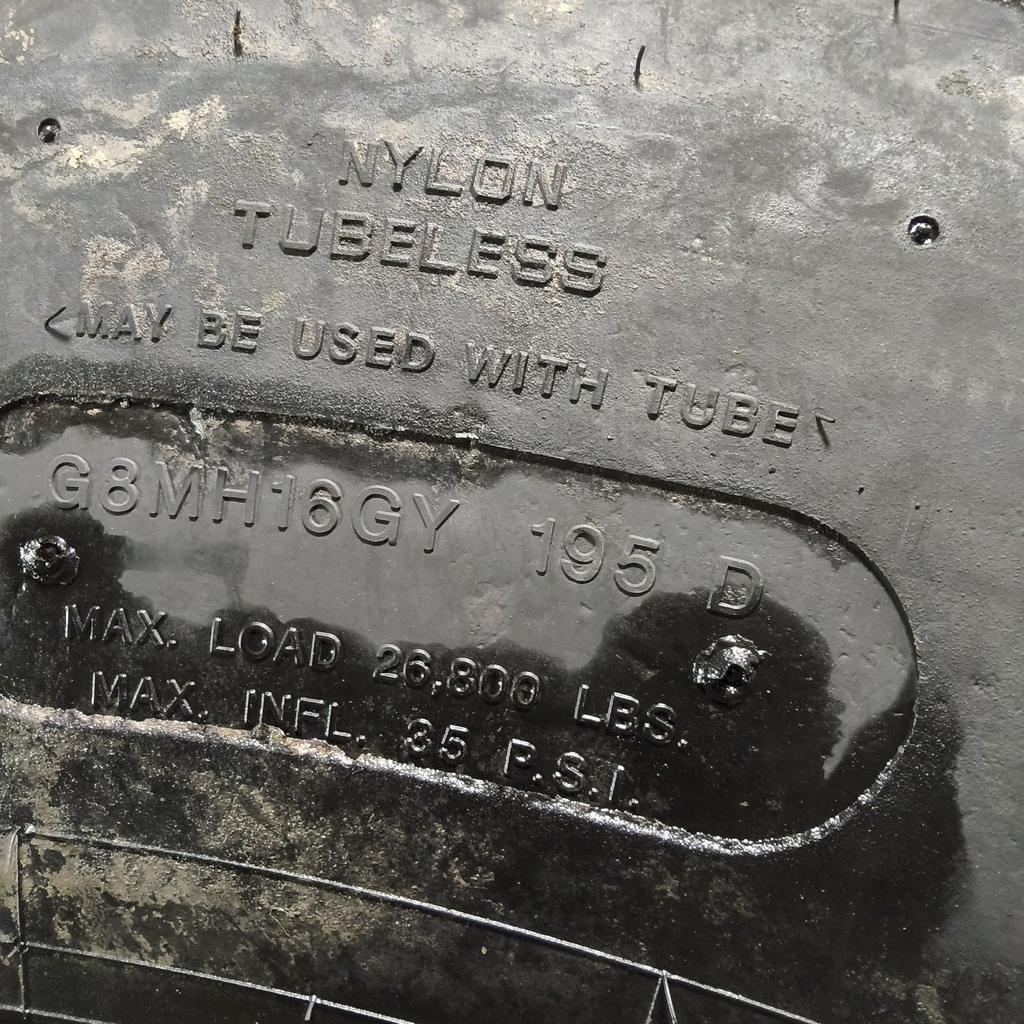 NYLON
TUBELESS
<MAY BE USED WITH TUBE>
G8MH16GY 195 D
MAX. LOAD 26,800 LBS.
MAX. INFL. 35 P.S.I.